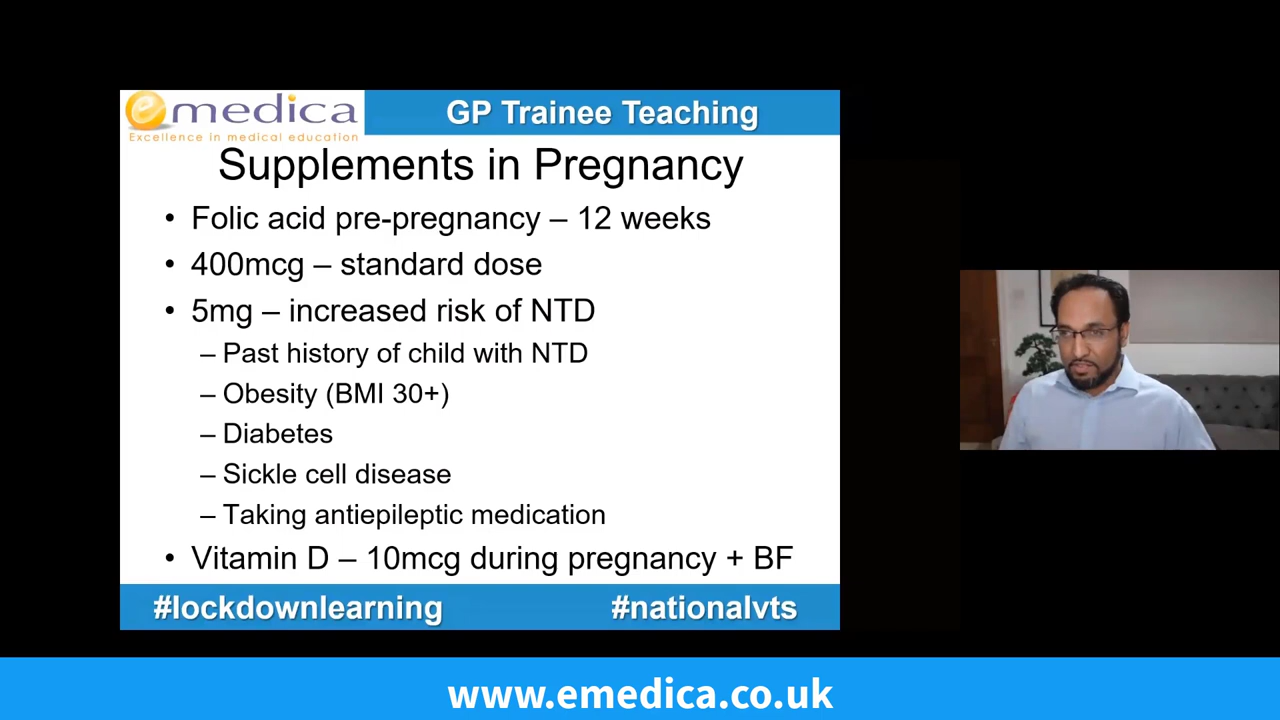 emedica
Excellence in medical education
GP Trainee Teaching
Supplements in Pregnancy
• Folic acid pre-pregnancy – 12 weeks
• 400mcg – standard dose
• 5mg – increased risk of NTD
– Past history of child with NTD
– Obesity (BMI 30+)
– Diabetes
– Sickle cell disease
– Taking antiepileptic medication
• Vitamin D – 10mcg during pregnancy + BF
#lockdownlearning #nationalvts
www.emedica.co.uk